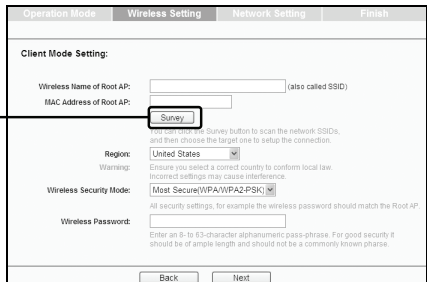 Operation Mode Wireless Setting Network Setting Finish
Client Mode Setting:
Wireless Name of Root AP: (also called SSID)
MAC Address of Root AP:
Survey
You can click the Survey button to scan the network SSIDs,
and then choose the target one to setup the connection.
Region: United States
Warning: Ensure you select a correct country to conform local law.
Incorrect settings may cause interference.
Wireless Security Mode: Most Secure(WPA/WPA2-PSK)
All security settings, for example the wireless password should match the Root AP.
Wireless Password:
Enter an 8- to 63-character alphanumeric pass-phrase. For good security it
should be of ample length and should not be a commonly known pharse.
Back Next